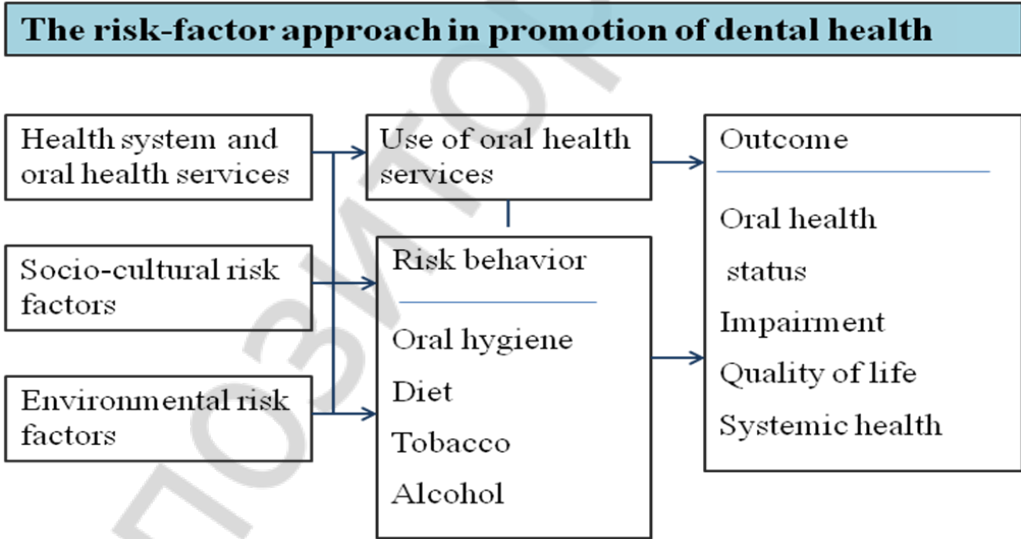 The risk-factor approach in promotion of dental health
Health system and
oral health services
Socio-cultural risk
factors
Environmental risk
factors
Use of oral health
services
Risk behavior
Oral hygiene
Diet
Tobacco
Alcohol
Outcome
Oral health
status
Impairment
Quality of life
Systemic health
позитор